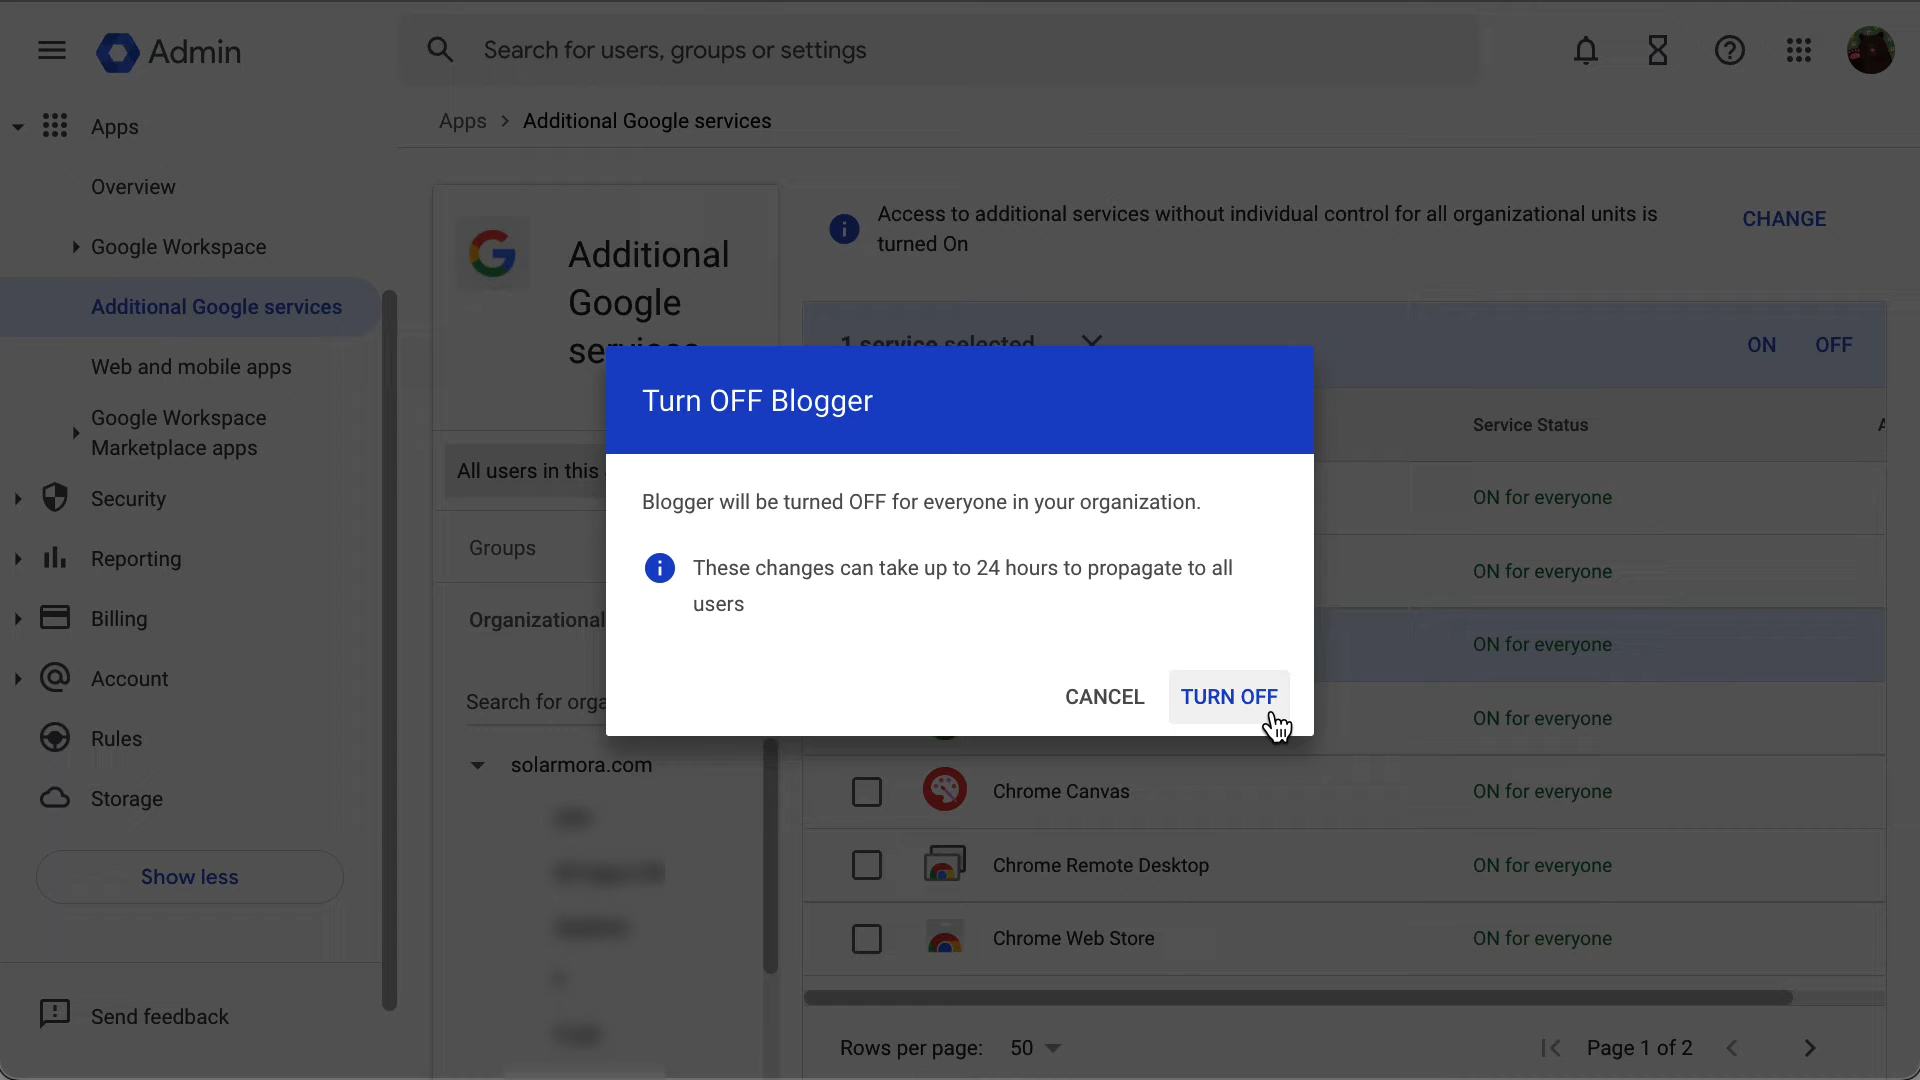 Admin
Search for users, groups or settings
Apps
Overview
Google Workspace
Additional Google services
Web and mobile apps
Google Workspace
Marketplace apps
Security
Reporting
Billing
Account
Rules
Storage
Show less
Send feedback
Apps > Additional Google services
Additional
Google
services
All users in this
Groups
Organizational
Search for orga
solarmora.com
Access to additional services without individual control for all organizational units is
turned On
CHANGE
1 service selected
ON OFF
Service Status
ON for everyone
ON for everyone
ON for everyone
ON for everyone
Chrome Canvas ON for everyone
Chrome Remote Desktop ON for everyone
Chrome Web Store ON for everyone
Rows per page: 50
Page 1 of 2
Turn OFF Blogger
Blogger will be turned OFF for everyone in your organization.
These changes can take up to 24 hours to propagate to all
users
CANCEL TURN OFF